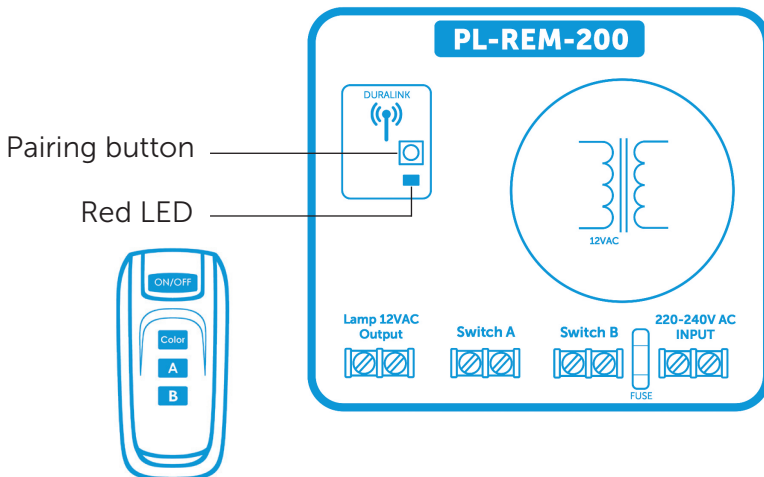 PL-REM-200
DURALINK
Pairing button
Red LED
12VAC
ON/OFF
Color
A
B
Lamp 12VAC
Output
Switch A
Switch B
220-240V AC
INPUT
FUSE